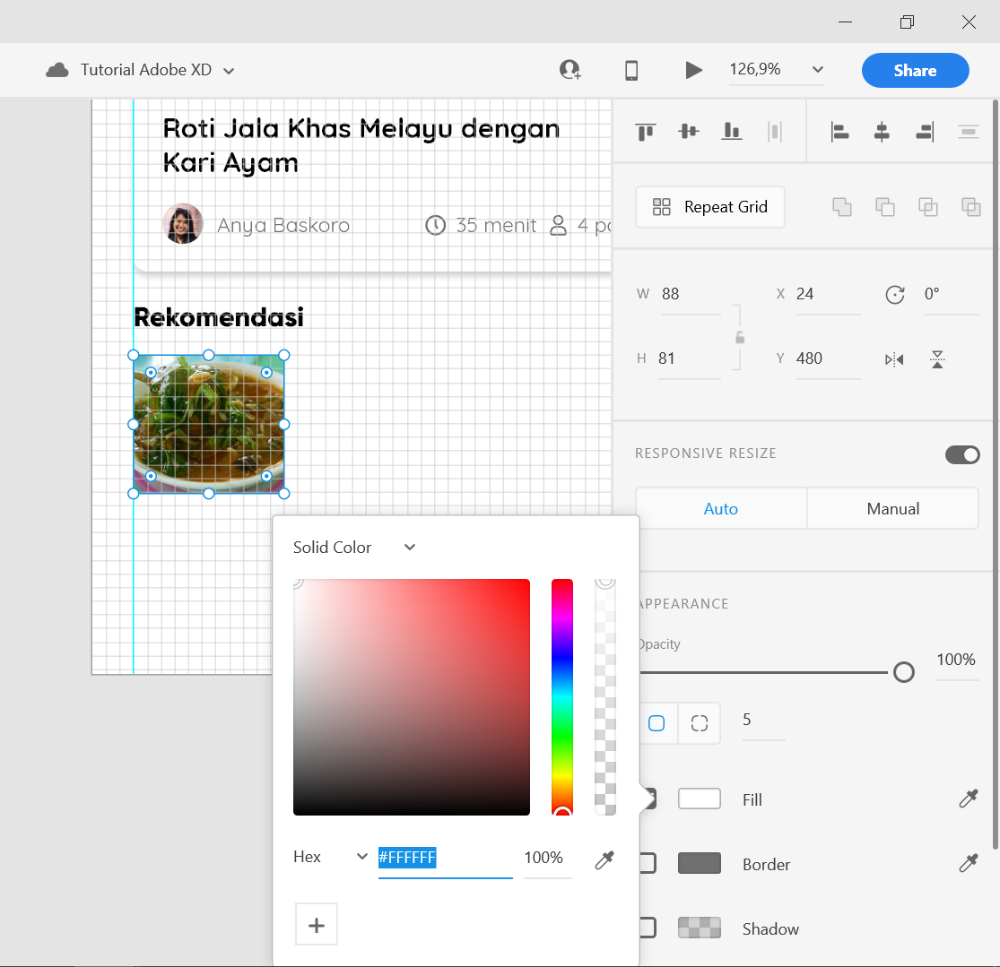 Tutorial Adobe XD
126,9%
Share
Roti Jala Khas Melayu dengan
Kari Ayam
Repeat Grid
Anya Baskoro
35 menit
4
W 88
X 24
0°
Rekomendasi
H 81
Y 480
RESPONSIVE RESIZE
Auto
Manual
Solid Color
APPEARANCE
Opacity
100%
5
Fill
Hex
#FFFFFF
100%
Border
Shadow